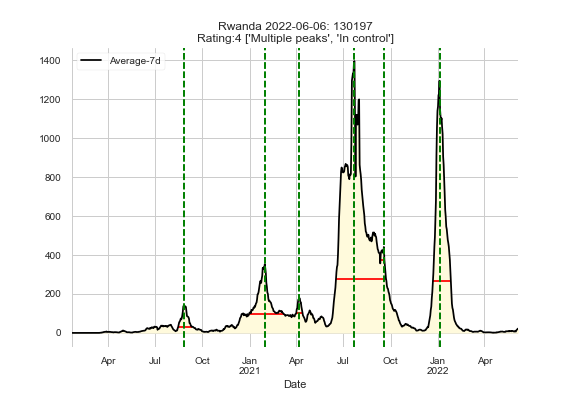 Rwanda 2022-06-06: 130197
Rating:4 ['Multiple peaks', 'In control']
Average-7d
1400
1200
1000
800
600
400
200
0
Apr Jul Oct Jan Apr Jul Oct Jan Apr
2021 2022
Date